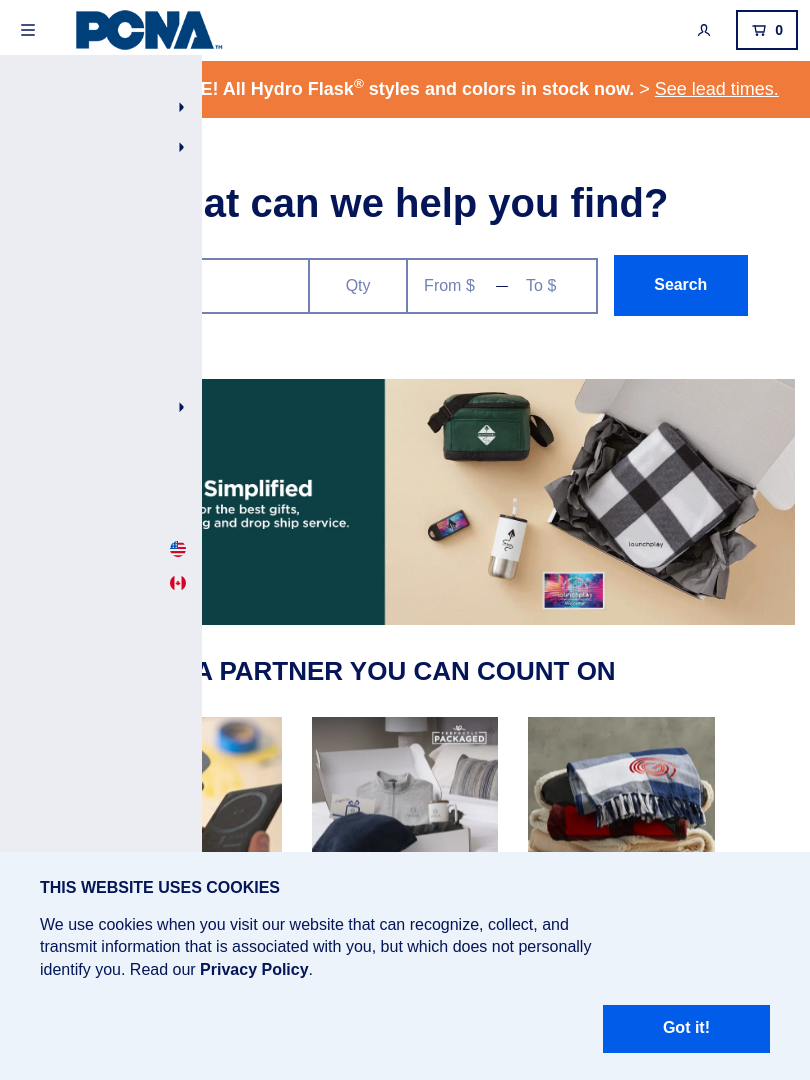 PCNA™
0
E! All Hydro Flask® styles and colors in stock now. > See lead times.
at can we help you find?
Qty
From $
To $
Search
Simplified
or the best gifts,
g and drop ship service.
launchplay
A PARTNER YOU CAN COUNT ON
PACKAGED
THIS WEBSITE USES COOKIES
We use cookies when you visit our website that can recognize, collect, and
transmit information that is associated with you, but which does not personally
identify you. Read our Privacy Policy.
Got it!